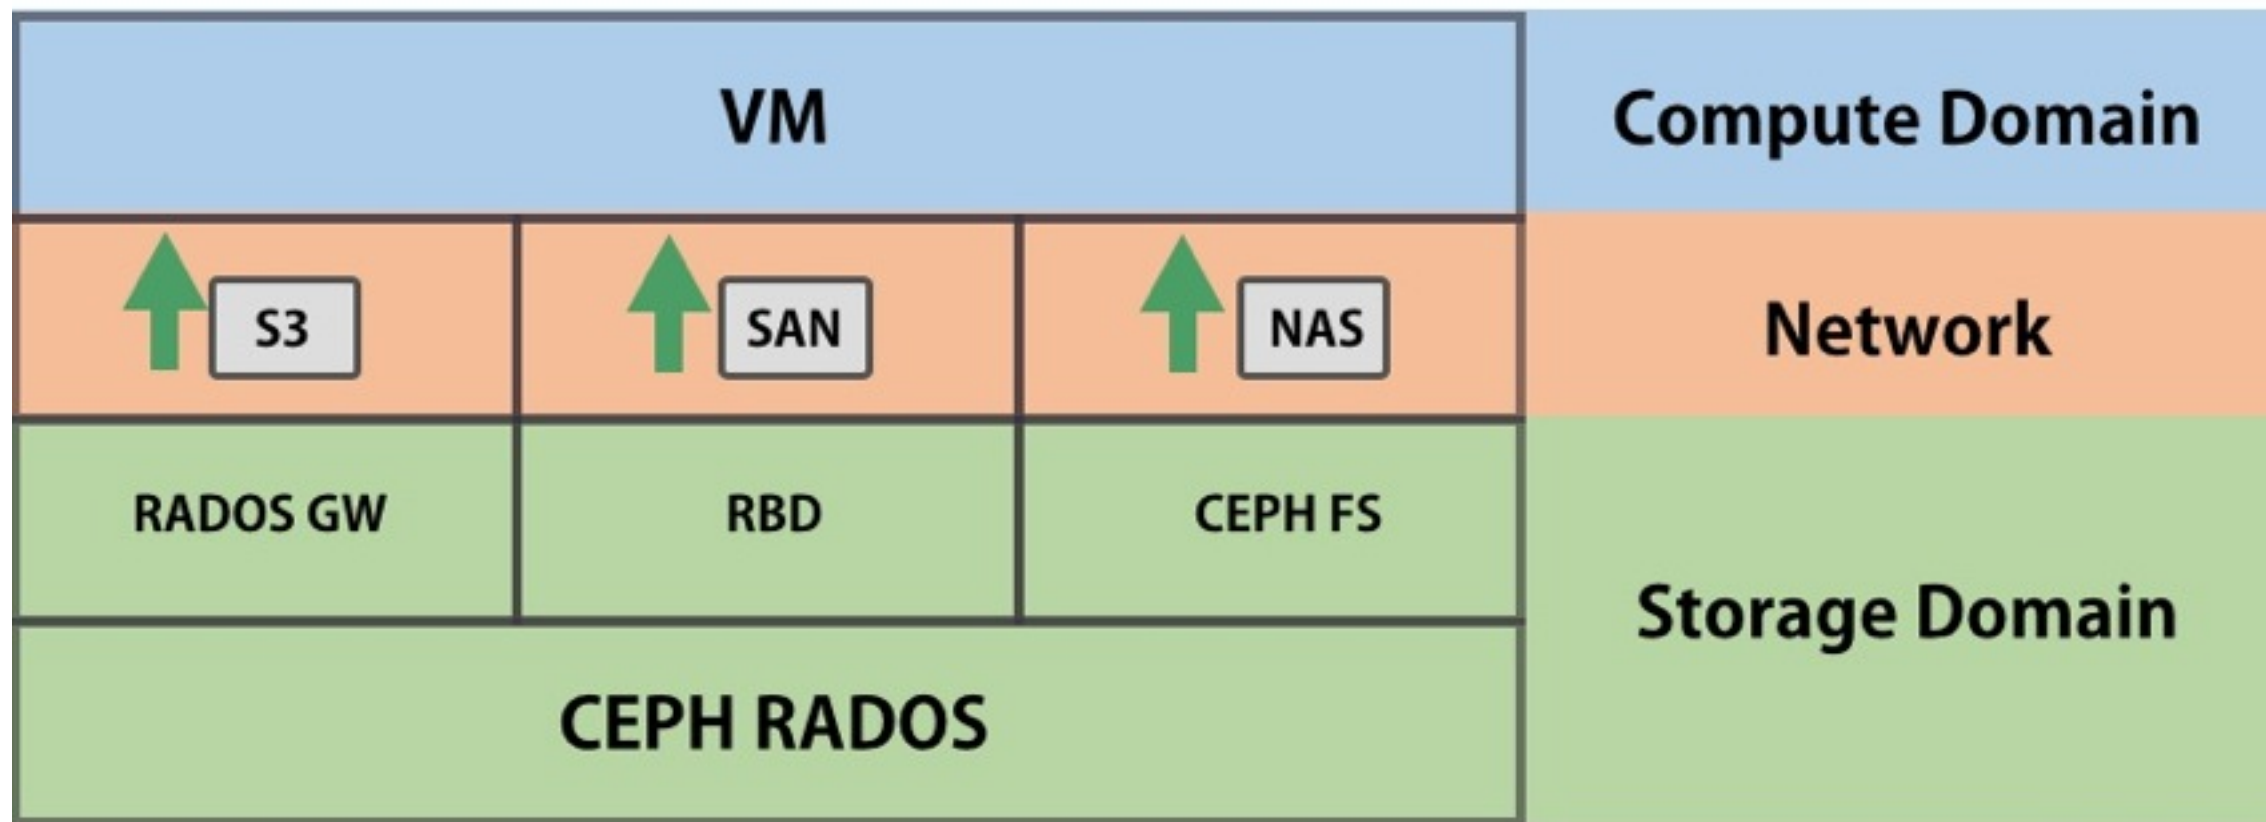 VM
Compute Domain
S3
SAN
NAS
Network
RADOS GW
RBD
CEPH FS
Storage Domain
CEPH RADOS